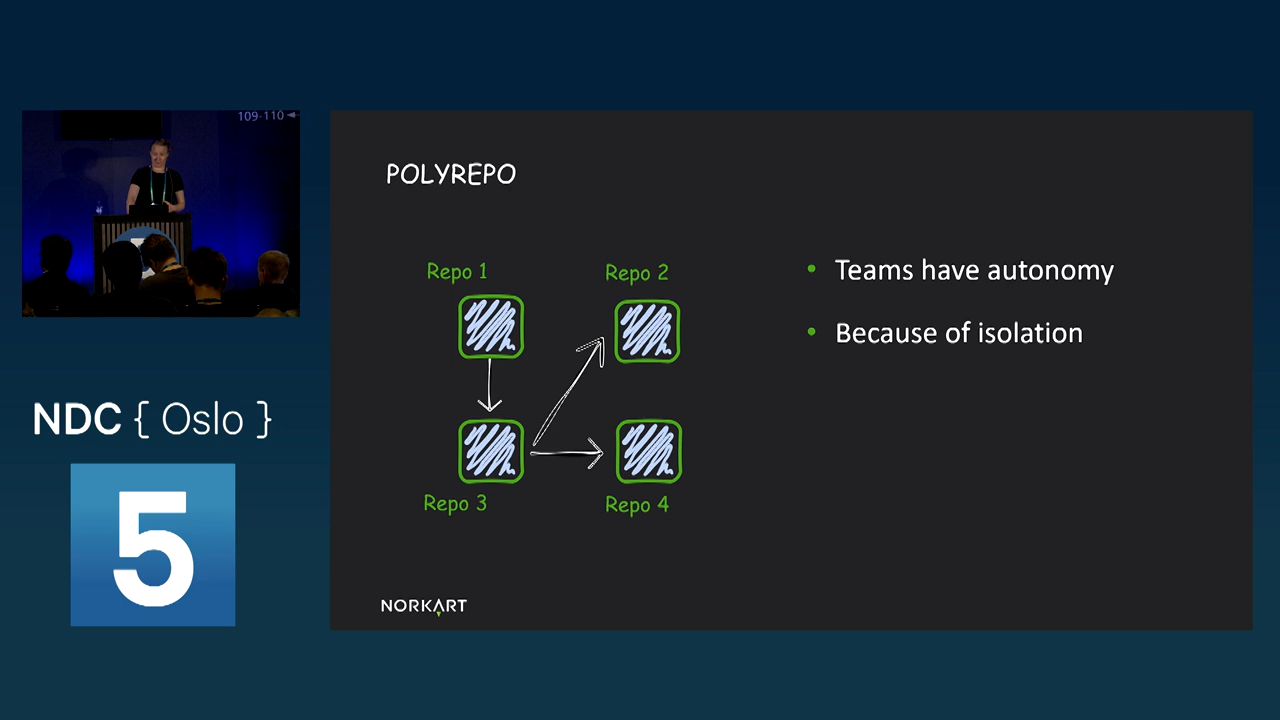 109-110
NDC { Oslo }
5
POLYREPO
Repo 1
Repo 2
Repo 3
Repo 4
• Teams have autonomy
• Because of isolation
NORKART